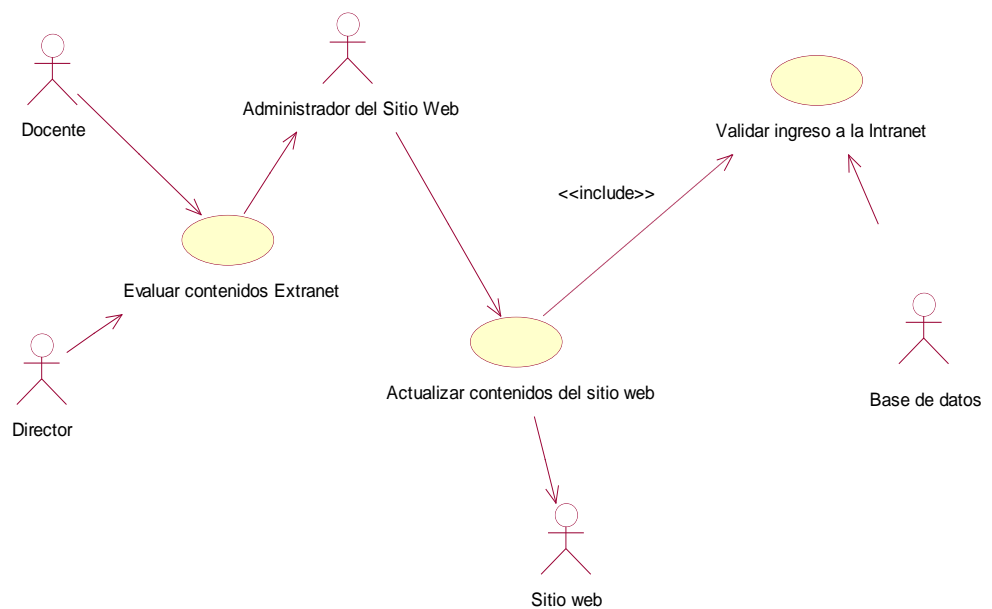 Administrador del Sitio Web
Docente
Validar ingreso a la Intranet
<<include>>
Evaluar contenidos Extranet
Actualizar contenidos del sitio web
Base de datos
Director
Sitio web